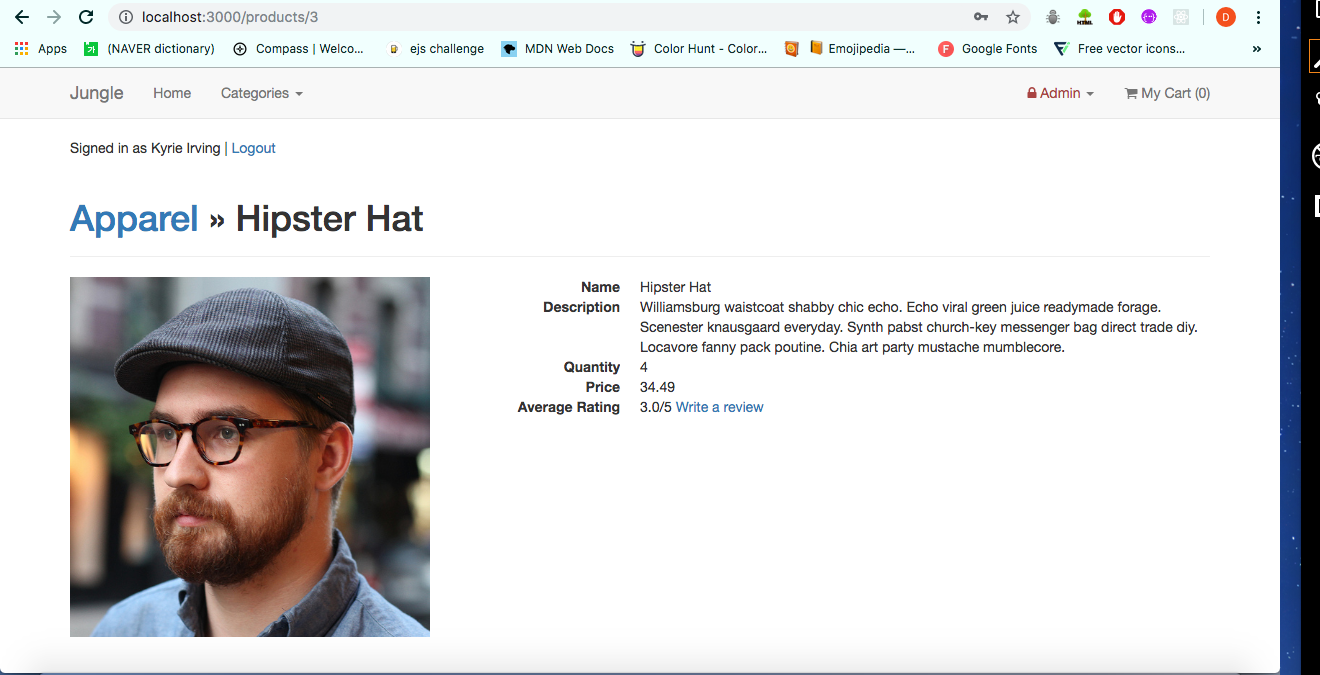 localhost:3000/products/3
D
Apps
(NAVER dictionary)
Compass | Welco...
ejs challenge
MDN Web Docs
Color Hunt - Color...
Emojipedia —...
F
Google Fonts
Free vector icons...
»
Jungle
Home
Categories
Admin
My Cart (0)
Signed in as Kyrie Irving | Logout
Apparel » Hipster Hat
Name Hipster Hat
Description Williamsburg waistcoat shabby chic echo. Echo viral green juice readymade forage.
Scenester knausgaard everyday. Synth pabst church-key messenger bag direct trade diy.
Locavore fanny pack poutine. Chia art party mustache mumblecore.
Quantity 4
Price 34.49
Average Rating 3.0/5 Write a review